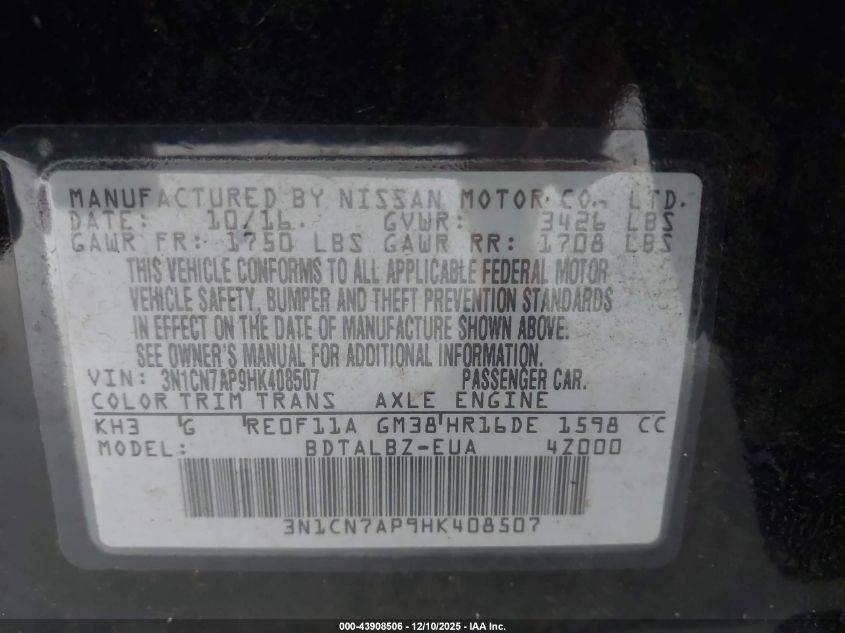 MANUFACTURED BY NISSAN MOTOR CO., LTD.
DATE: 10/16. GVWR: 3426 LBS
GAWR FR: 1750 LBS GAWR RR: 1708 LBS
THIS VEHICLE CONFORMS TO ALL APPLICABLE FEDERAL MOTOR
VEHICLE SAFETY, BUMPER AND THEFT PREVENTION STANDARDS
IN EFFECT ON THE DATE OF MANUFACTURE SHOWN ABOVE.
SEE OWNER'S MANUAL FOR ADDITIONAL INFORMATION.
VIN: 3N1CN7AP9HK408507 PASSENGER CAR.
COLOR TRIM TRANS AXLE ENGINE
KH3 G RE0F11A GM38 HR16DE 1598 CC
MODEL: BDTALBZ-EUA 4Z000
3N1CN7AP9HK408507
000-43908506 - 12/10/2025 - IAA Inc.